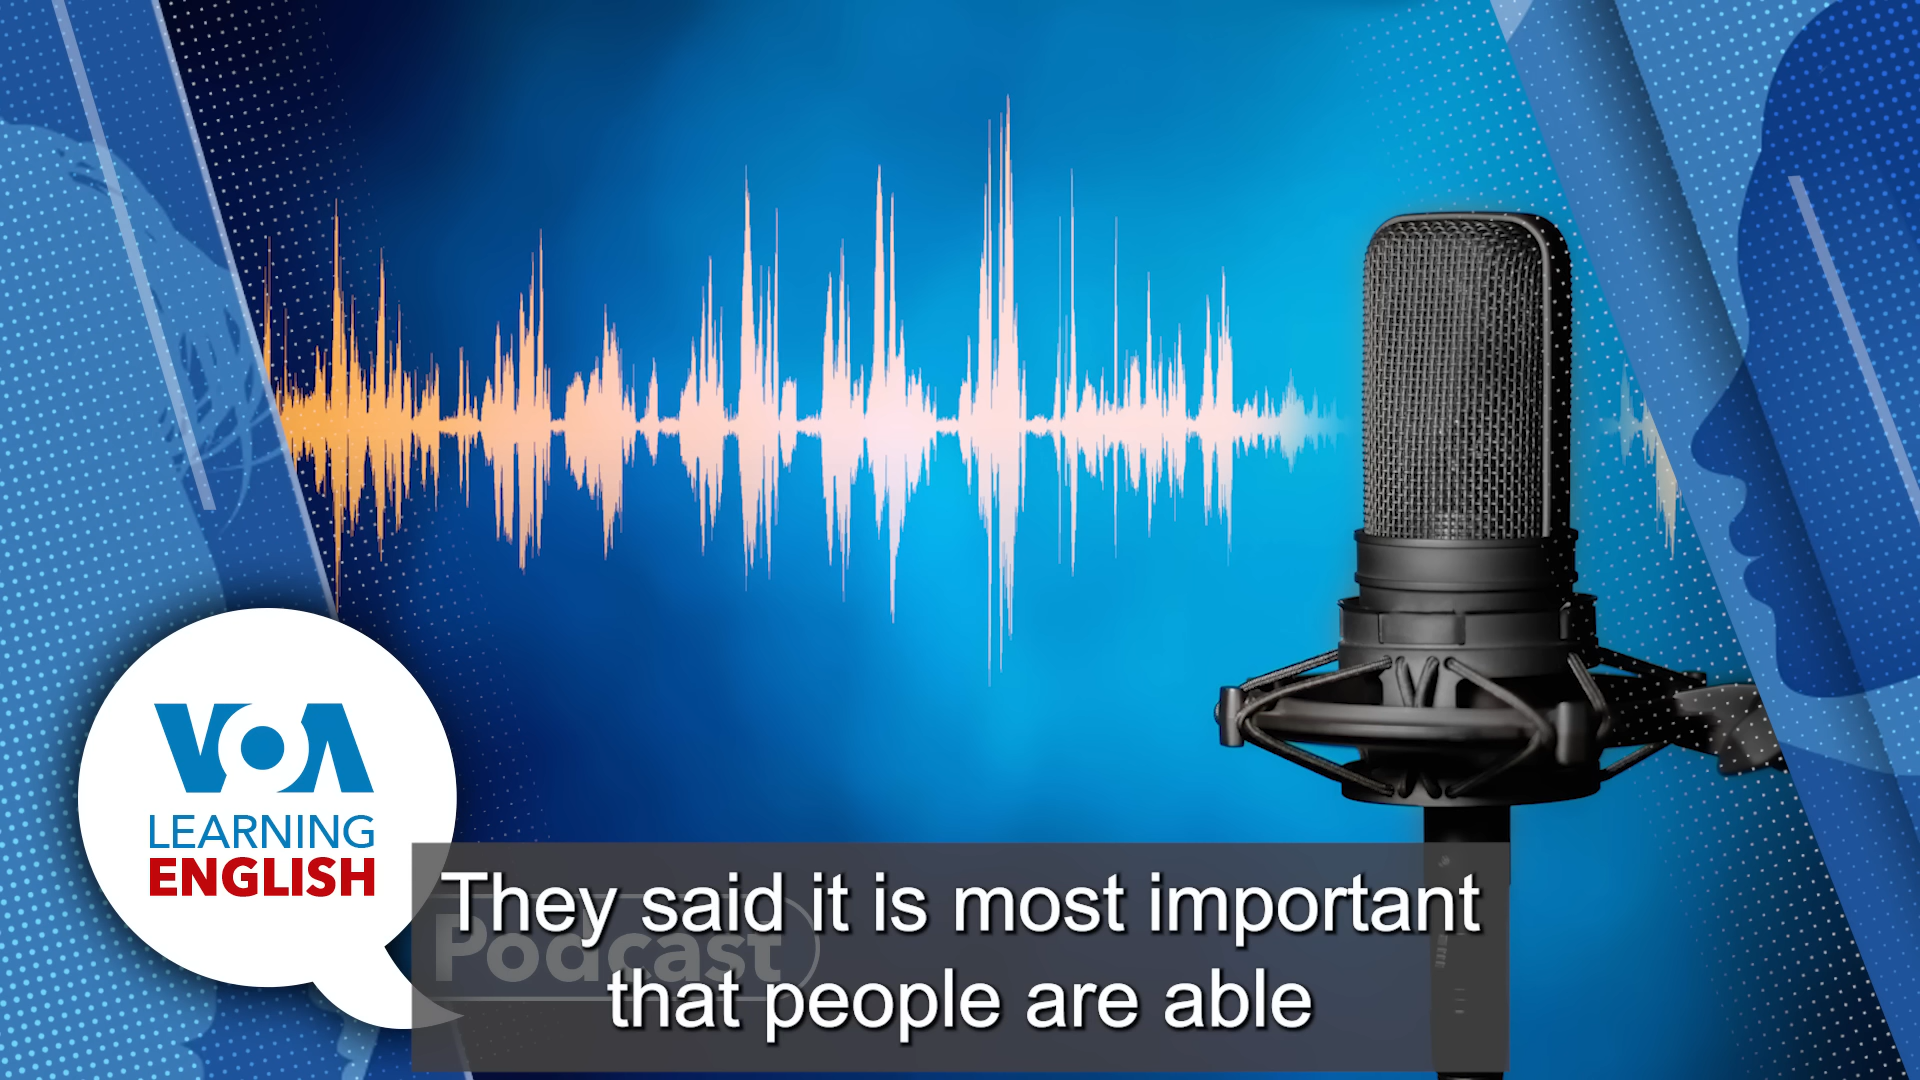 VOA
LEARNING
ENGLISH
Podcast
They said it is most important
that people are able